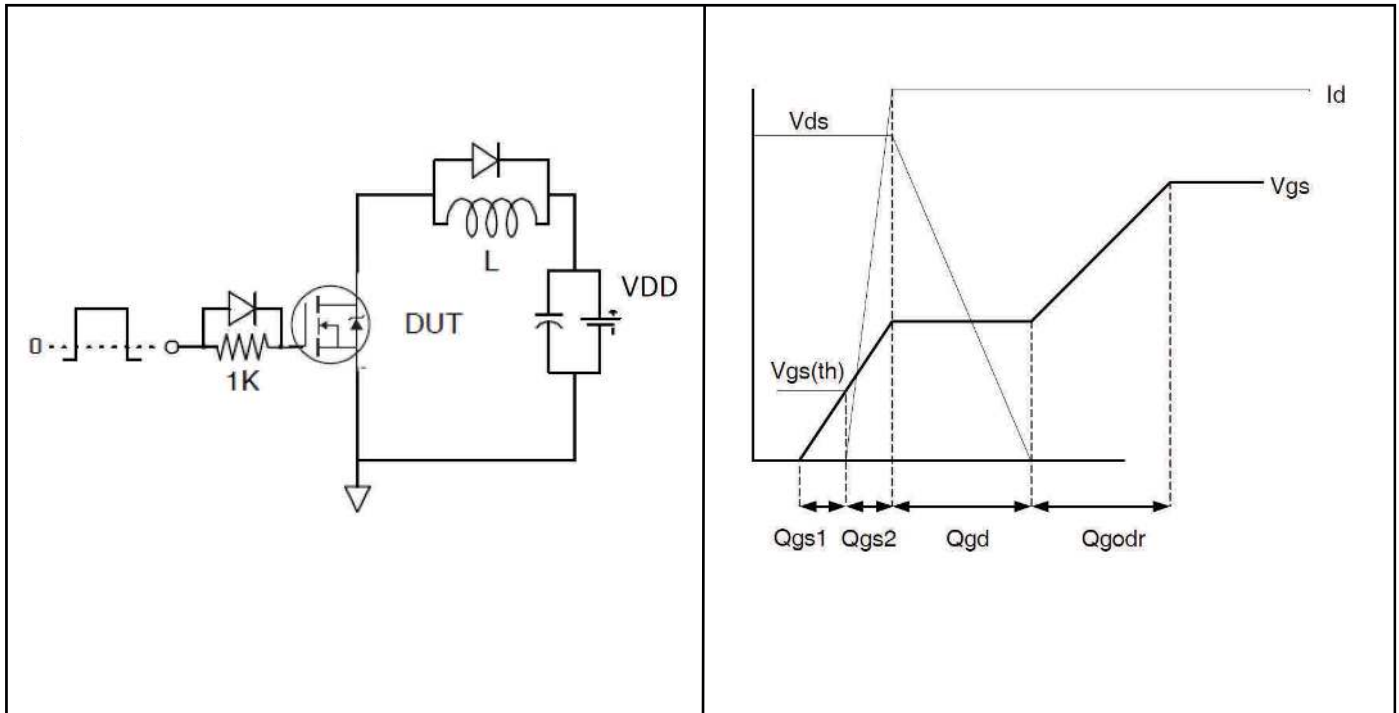 0
1K
DUT
L
VDD
Id
Vds
Vgs
Vgs(th)
Qgs1 Qgs2 Qgd Qgodr